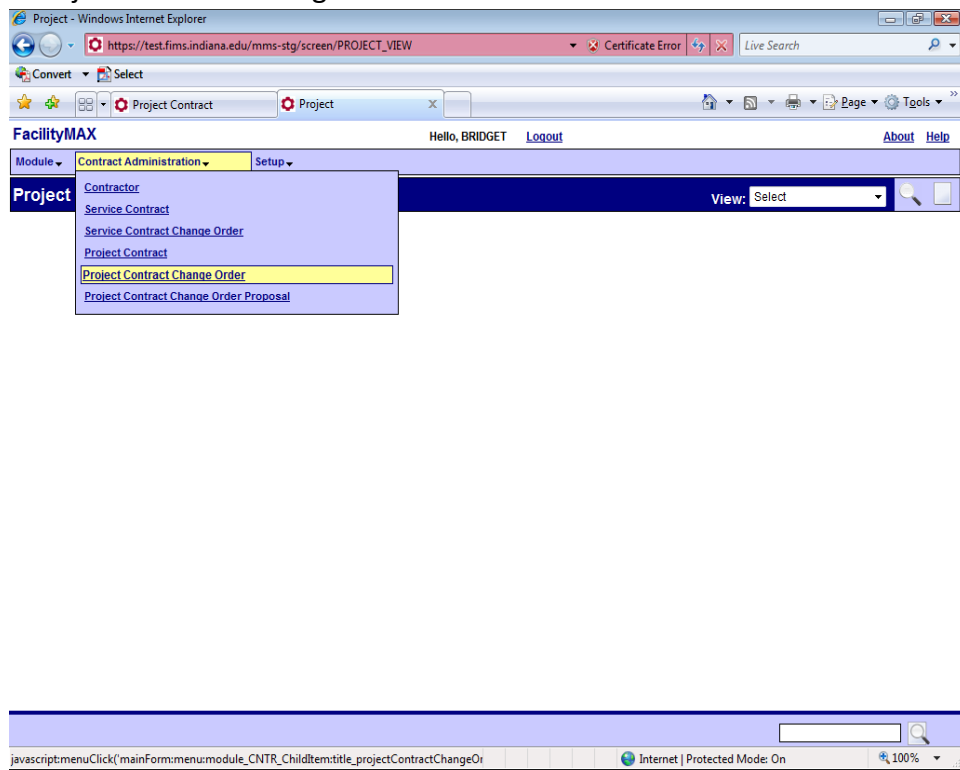 Project - Windows Internet Explorer
https://test.fims.indiana.edu/mms-stg/screen/PROJECT_VIEW Certificate Error Live Search
Convert Select
Project Contract Project Page Tools
FacilityMAX Hello, BRIDGET Logout About Help
Module Contract Administration Setup
Project View: Select
Contractor
Service Contract
Service Contract Change Order
Project Contract
Project Contract Change Order
Project Contract Change Order Proposal
javascript:menuClick('mainForm:menu:module_CNTR_ChildItem:title_projectContractChangeOr Internet | Protected Mode: On 100%